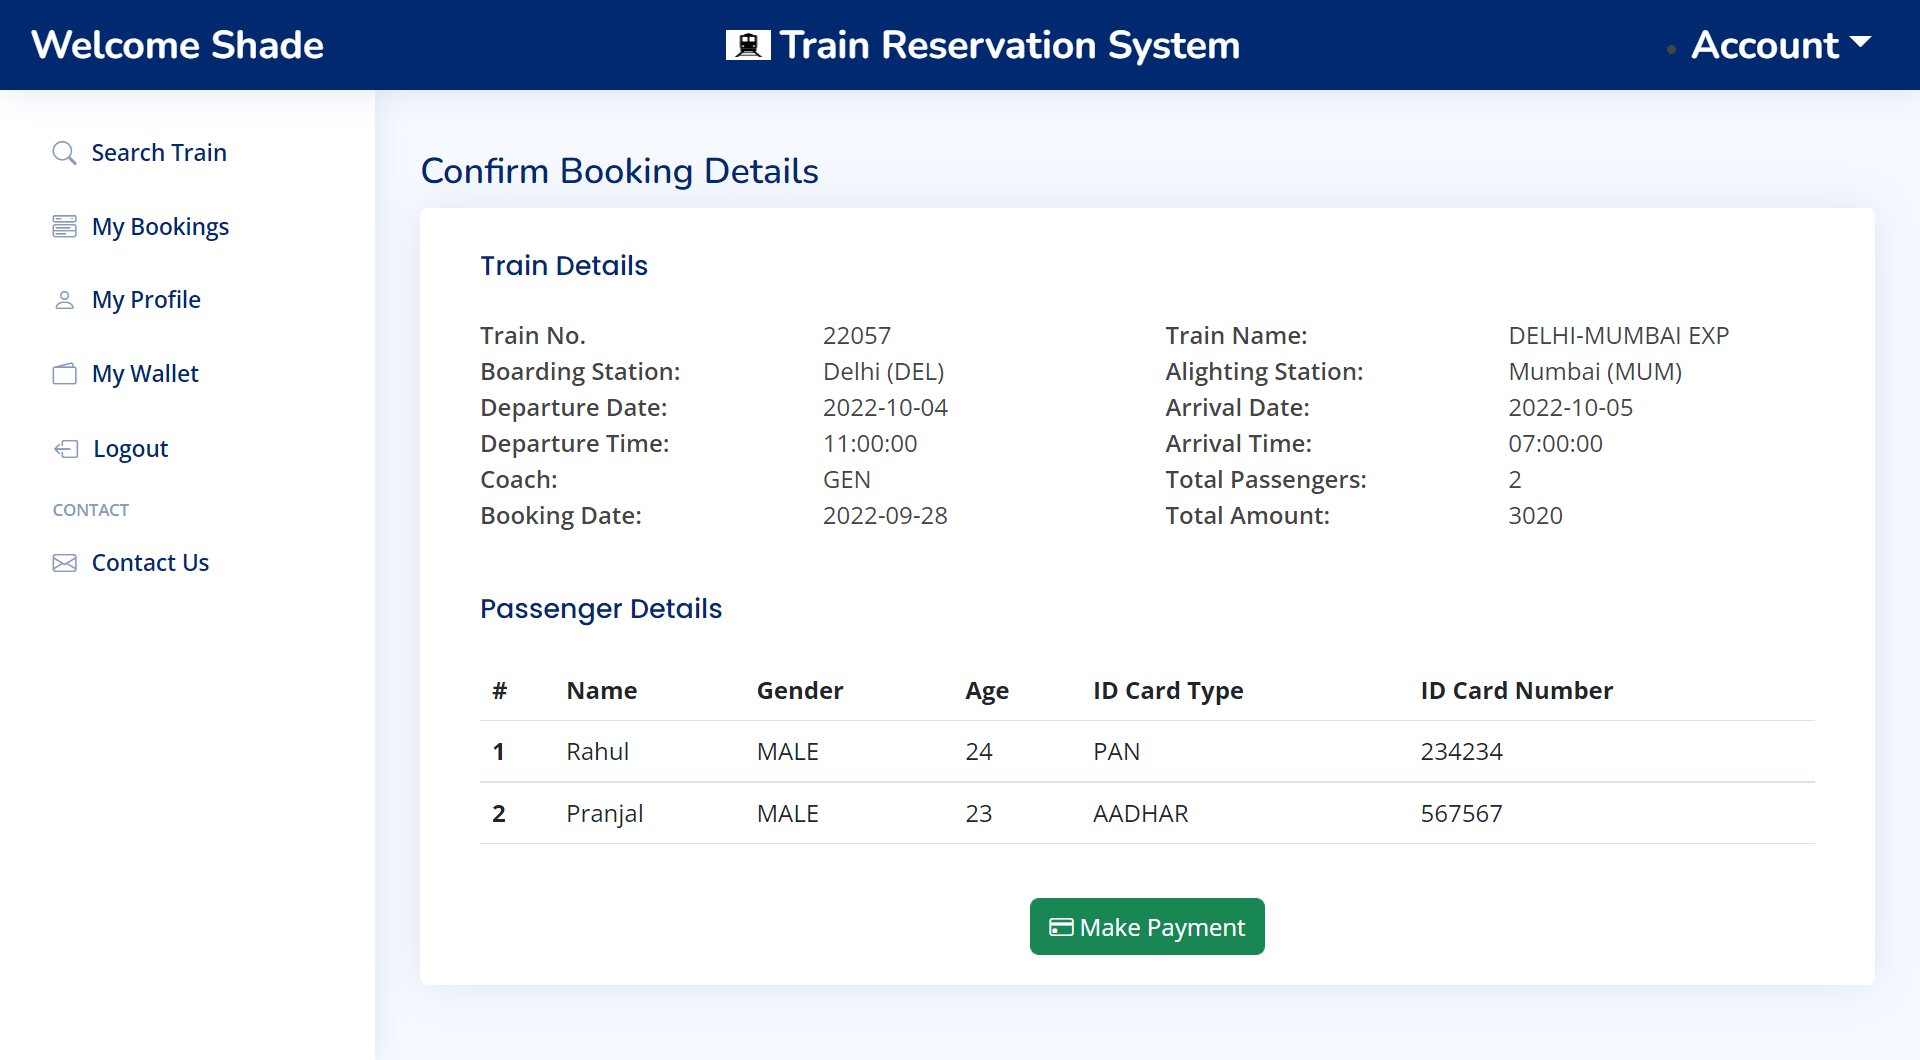 Welcome Shade
Train Reservation System
Account
Search Train
My Bookings
My Profile
My Wallet
Logout
CONTACT
Contact Us
Confirm Booking Details
Train Details
Train No. 22057 Train Name: DELHI-MUMBAI EXP
Boarding Station: Delhi (DEL) Alighting Station: Mumbai (MUM)
Departure Date: 2022-10-04 Arrival Date: 2022-10-05
Departure Time: 11:00:00 Arrival Time: 07:00:00
Coach: GEN Total Passengers: 2
Booking Date: 2022-09-28 Total Amount: 3020
Passenger Details
# Name Gender Age ID Card Type ID Card Number
1 Rahul MALE 24 PAN 234234
2 Pranjal MALE 23 AADHAR 567567
Make Payment